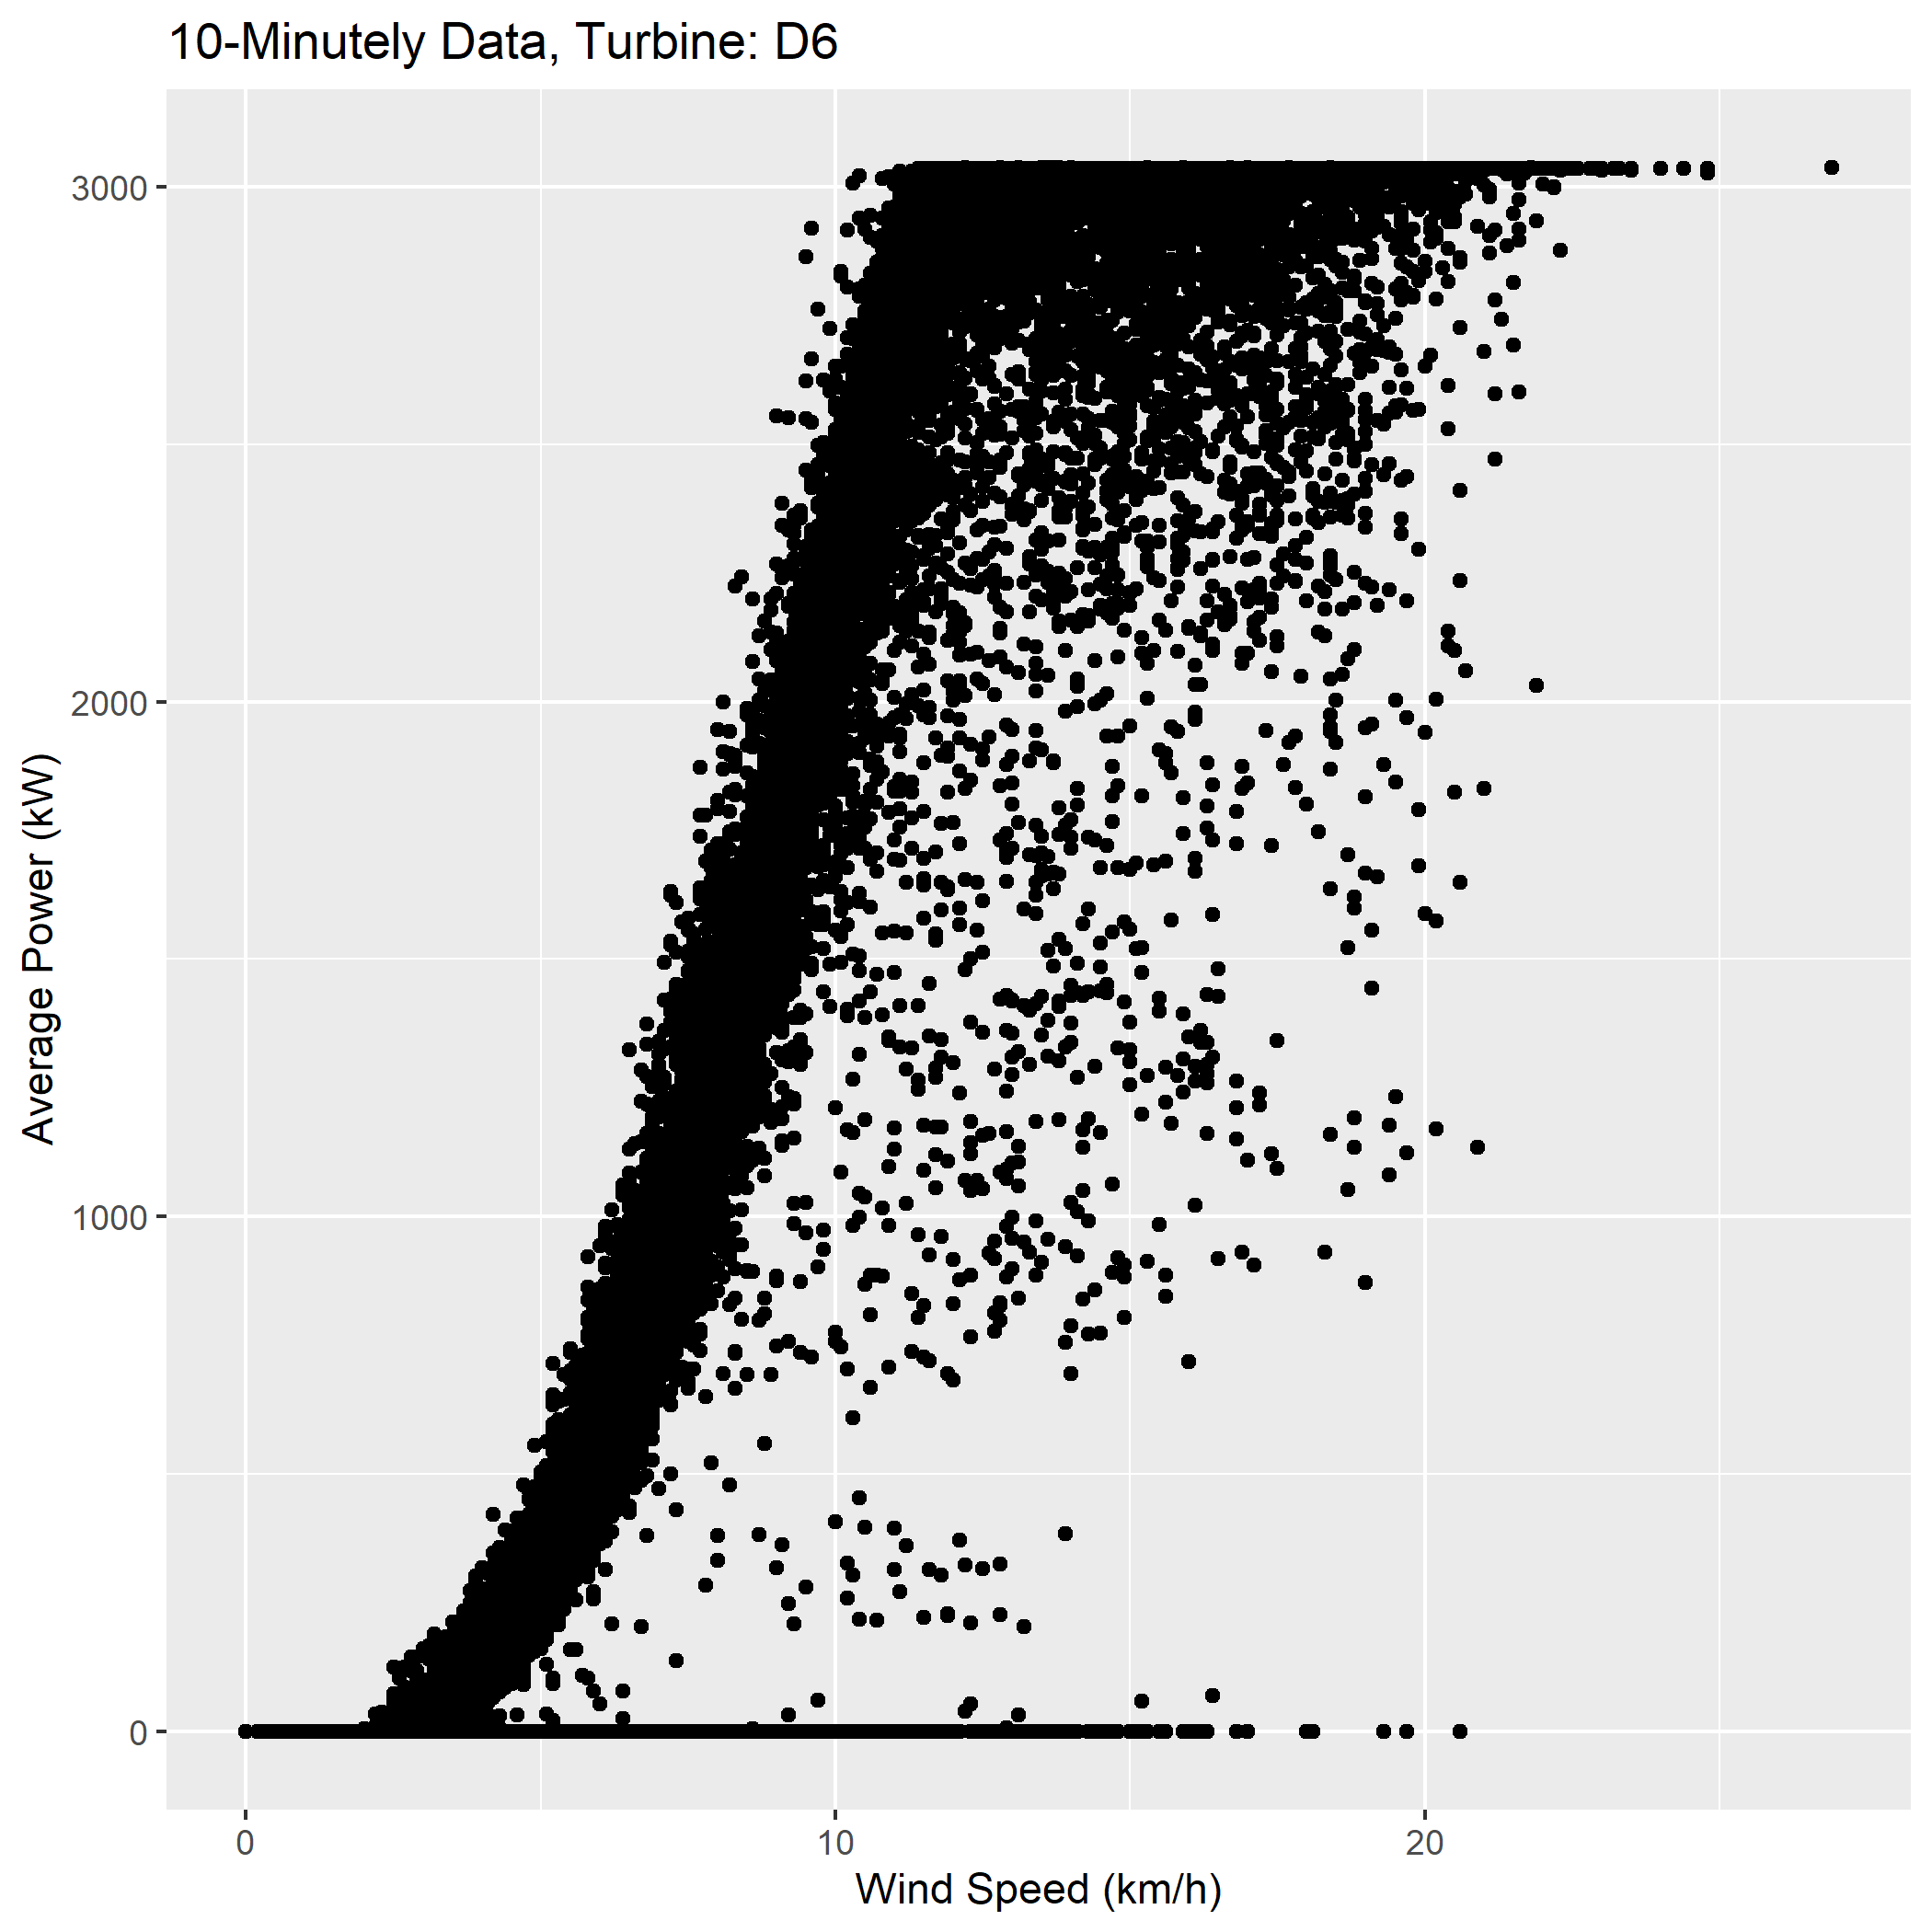 10-Minutely Data, Turbine: D6
Average Power (kW)
3000
2000
1000
0
0 10 20
Wind Speed (km/h)